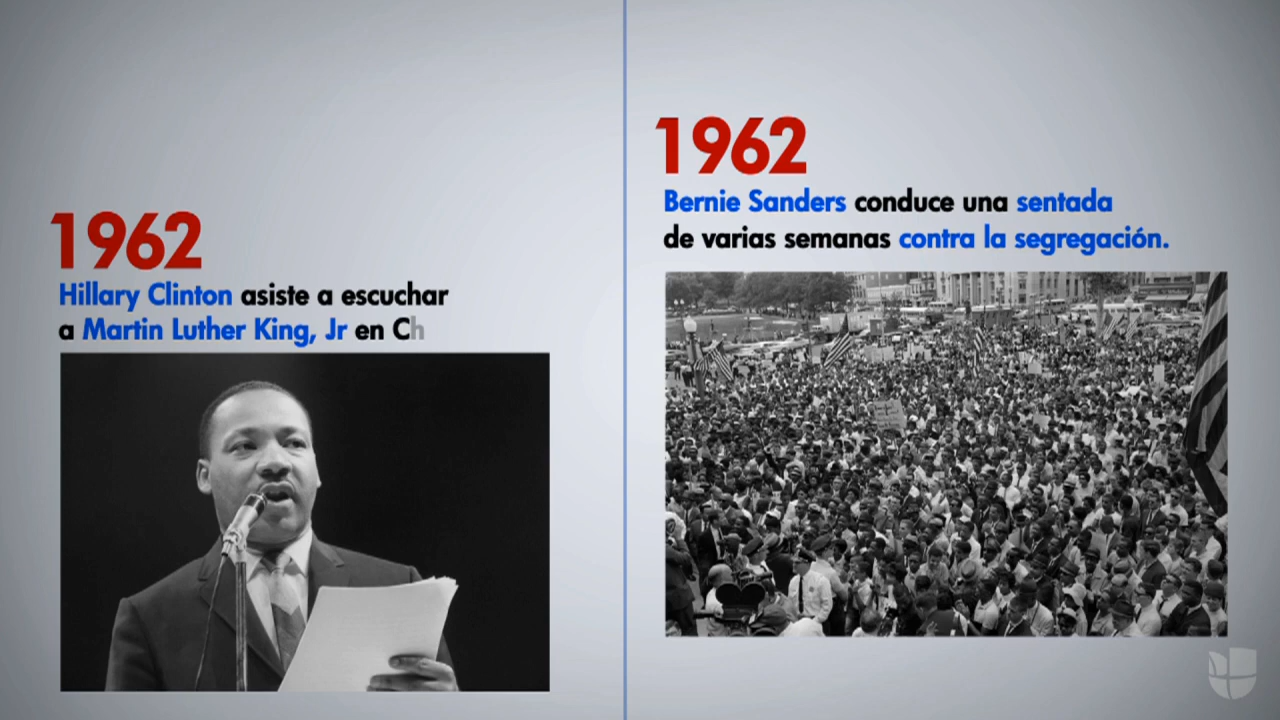 1962
Hillary Clinton asiste a escuchar
a Martin Luther King, Jr en Ch
1962
Bernie Sanders conduce una sentada
de varias semanas contra la segregación.